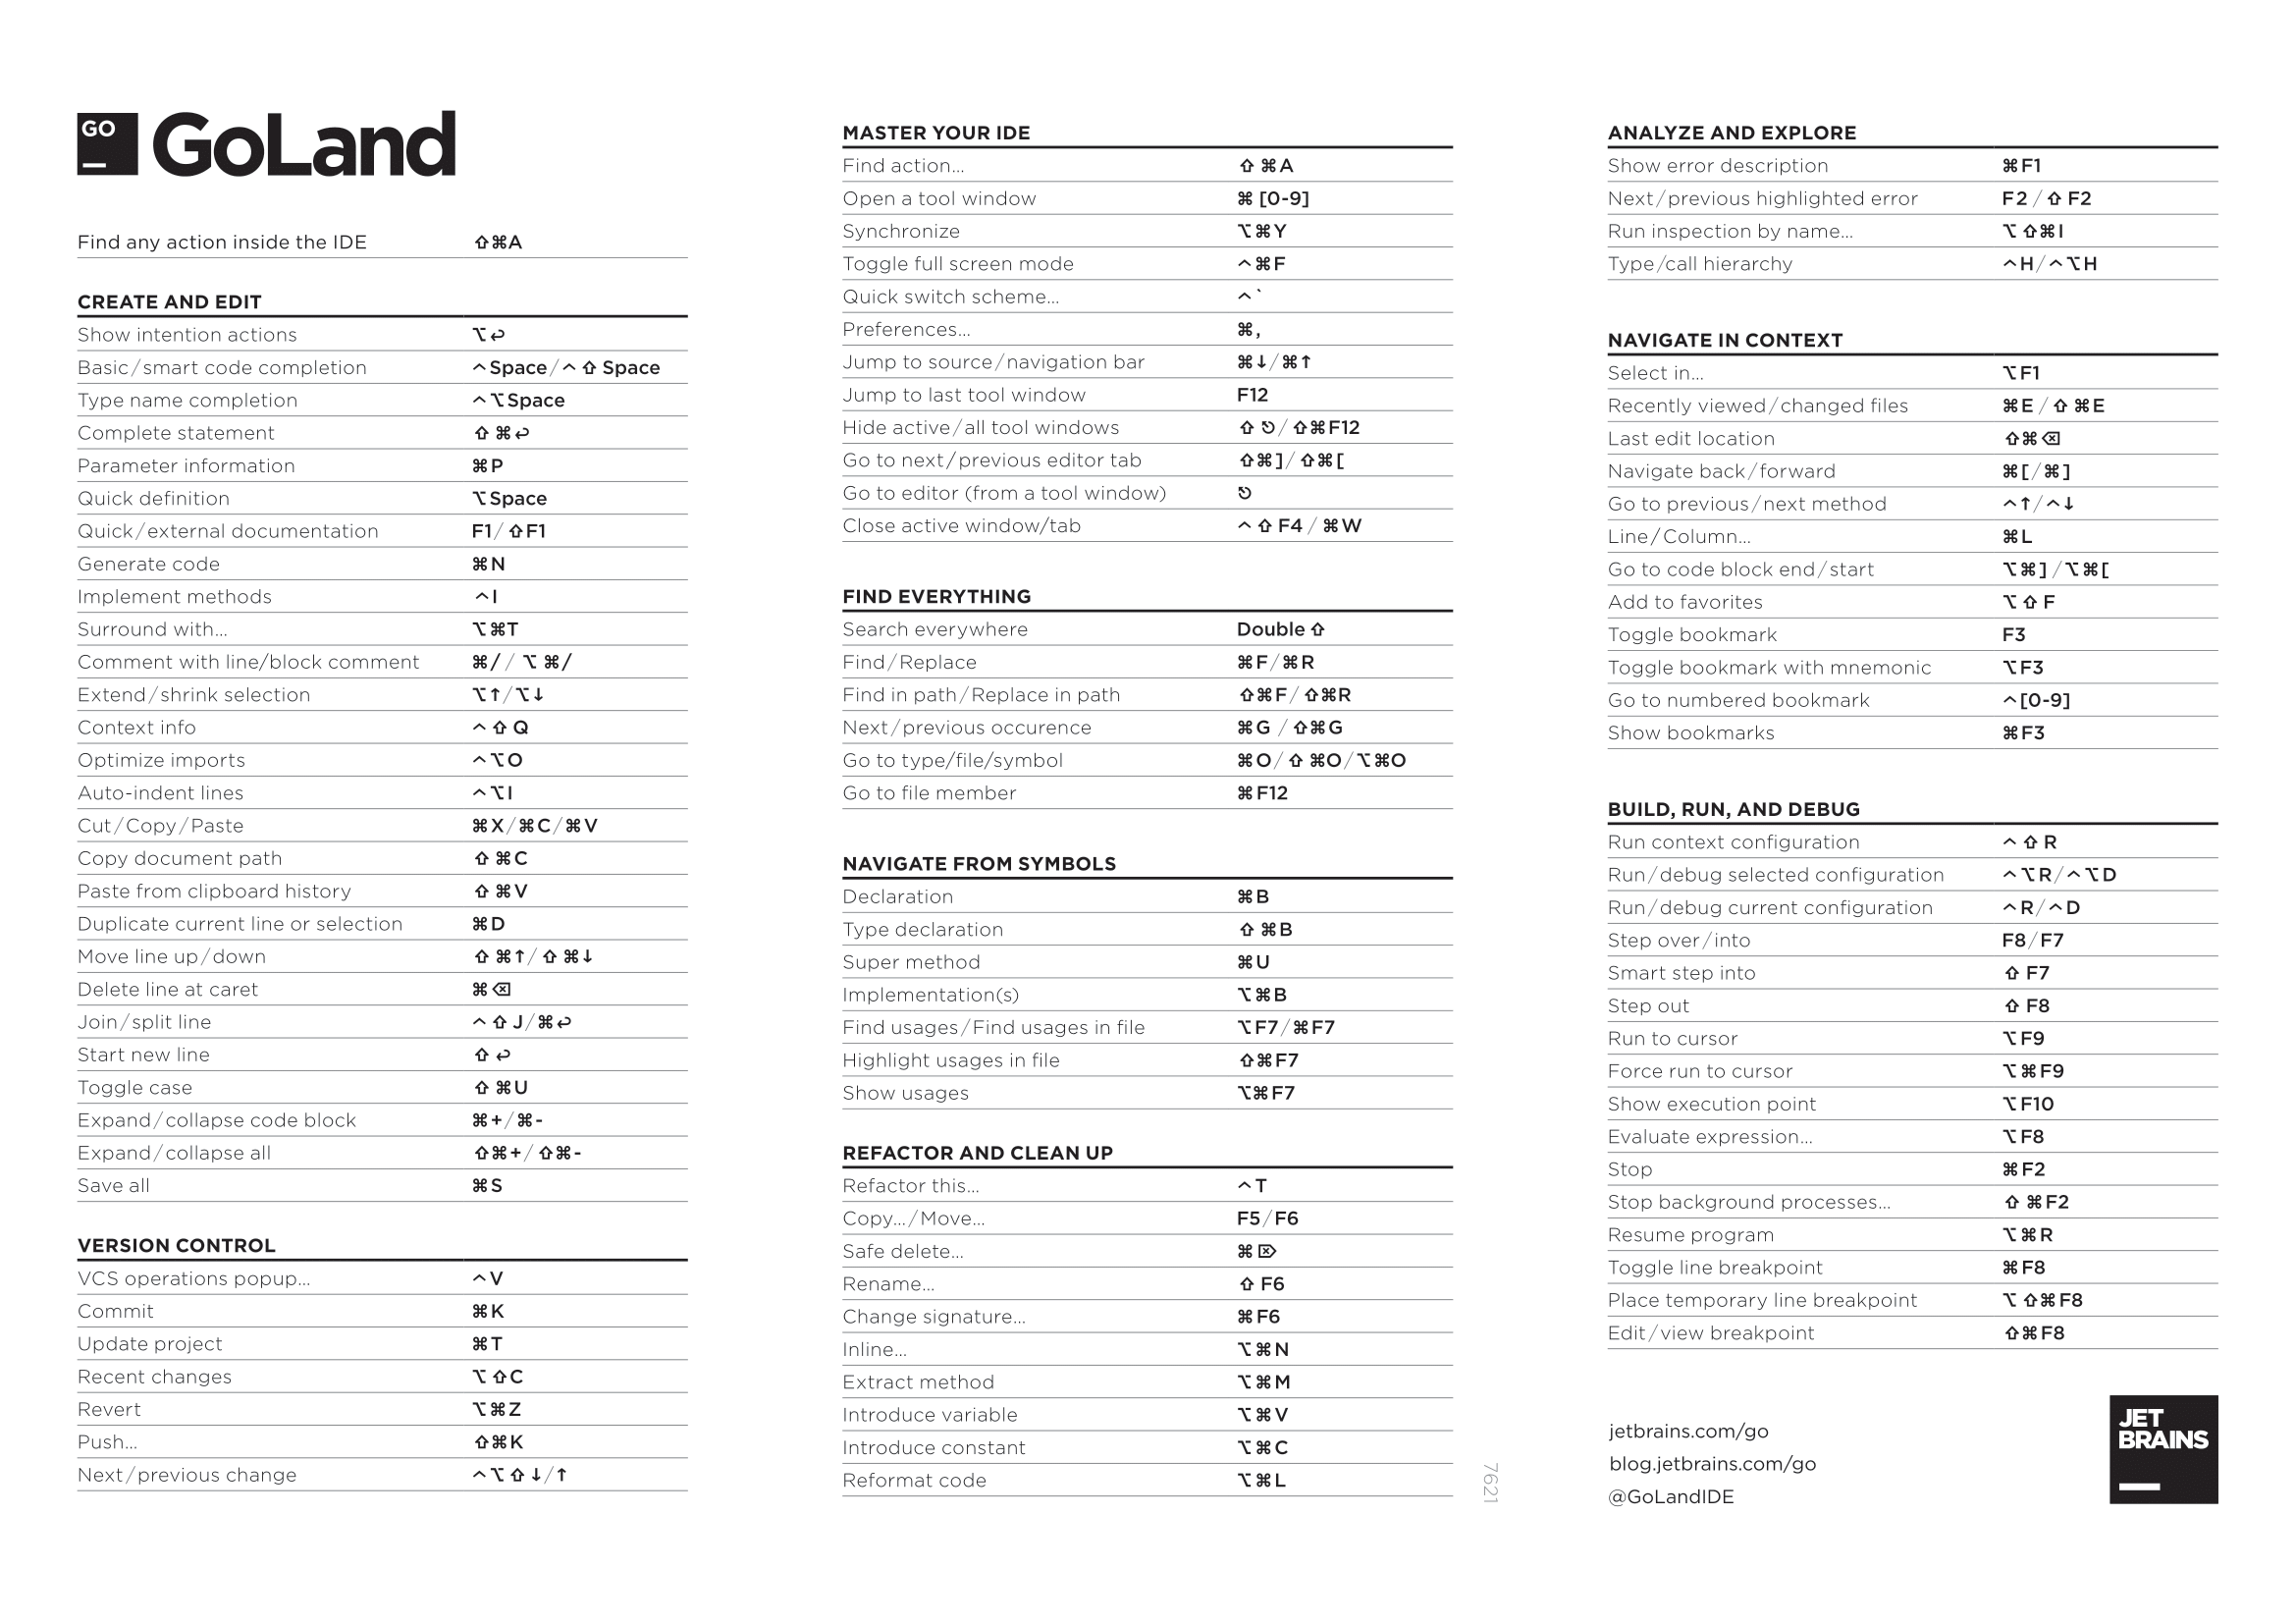 GO
GoLand
Find any action inside the IDE ⇧⌘A
CREATE AND EDIT
Show intention actions ⌥↩
Basic/smart code completion ^Space/^⇧Space
Type name completion ^⌥Space
Complete statement ⇧⌘↩
Parameter information ⌘P
Quick definition ⌥Space
Quick/external documentation F1/⇧F1
Generate code ⌘N
Implement methods ^I
Surround with... ⌥⌘T
Comment with line/block comment ⌘/ / ⌥⌘/
Extend/shrink selection ⌥↑/⌥↓
Context info ^⇧Q
Optimize imports ^⌥O
Auto-indent lines ^⌥I
Cut/Copy/Paste ⌘X/⌘C/⌘V
Copy document path ⇧⌘C
Paste from clipboard history ⇧⌘V
Duplicate current line or selection ⌘D
Move line up/down ⇧⌘↑/⇧⌘↓
Delete line at caret ⌘⌫
Join/split line ^⇧J/⌘↩
Start new line ⇧↩
Toggle case ⇧⌘U
Expand/collapse code block ⌘+/⌘-
Expand/collapse all ⇧⌘+/⇧⌘-
Save all ⌘S
VERSION CONTROL
VCS operations popup... ^V
Commit ⌘K
Update project ⌘T
Recent changes ⌥⇧C
Revert ⌥⌘Z
Push... ⇧⌘K
Next/previous change ^⌥⇧↓/↑
MASTER YOUR IDE
Find action... ⇧⌘A
Open a tool window ⌘[0-9]
Synchronize ⌥⌘Y
Toggle full screen mode ^⌘F
Quick switch scheme... ^`
Preferences... ⌘,
Jump to source/navigation bar ⌘↓/⌘↑
Jump to last tool window F12
Hide active/all tool windows ⇧⎋/⇧⌘F12
Go to next/previous editor tab ⇧⌘]/⇧⌘[
Go to editor (from a tool window) ⎋
Close active window/tab ^⇧F4/⌘W
FIND EVERYTHING
Search everywhere Double ⇧
Find/Replace ⌘F/⌘R
Find in path/Replace in path ⇧⌘F/⇧⌘R
Next/previous occurence ⌘G/⇧⌘G
Go to type/file/symbol ⌘O/⇧⌘O/⌥⌘O
Go to file member ⌘F12
NAVIGATE FROM SYMBOLS
Declaration ⌘B
Type declaration ⇧⌘B
Super method ⌘U
Implementation(s) ⌥⌘B
Find usages/Find usages in file ⌥F7/⌘F7
Highlight usages in file ⇧⌘F7
Show usages ⌥⌘F7
REFACTOR AND CLEAN UP
Refactor this... ^T
Copy.../Move... F5/F6
Safe delete... ⌘⌦
Rename... ⇧F6
Change signature... ⌘F6
Inline... ⌥⌘N
Extract method ⌥⌘M
Introduce variable ⌥⌘V
Introduce constant ⌥⌘C
Reformat code ⌥⌘L
7621
ANALYZE AND EXPLORE
Show error description ⌘F1
Next/previous highlighted error F2/⇧F2
Run inspection by name... ⌥⇧⌘I
Type/call hierarchy ^H/^⌥H
NAVIGATE IN CONTEXT
Select in... ⌥F1
Recently viewed/changed files ⌘E/⇧⌘E
Last edit location ⇧⌘⌫
Navigate back/forward ⌘[/⌘]
Go to previous/next method ^↑/^↓
Line/Column... ⌘L
Go to code block end/start ⌥⌘]/⌥⌘[
Add to favorites ⌥⇧F
Toggle bookmark F3
Toggle bookmark with mnemonic ⌥F3
Go to numbered bookmark ^[0-9]
Show bookmarks ⌘F3
BUILD, RUN, AND DEBUG
Run context configuration ^⇧R
Run/debug selected configuration ^⌥R/^⌥D
Run/debug current configuration ^R/^D
Step over/into F8/F7
Smart step into ⇧F7
Step out ⇧F8
Run to cursor ⌥F9
Force run to cursor ⌥⌘F9
Show execution point ⌥F10
Evaluate expression... ⌥F8
Stop ⌘F2
Stop background processes... ⇧⌘F2
Resume program ⌥⌘R
Toggle line breakpoint ⌘F8
Place temporary line breakpoint ⌥⇧⌘F8
Edit/view breakpoint ⇧⌘F8
jetbrains.com/go
blog.jetbrains.com/go
@GoLandIDE
JET
BRAINS